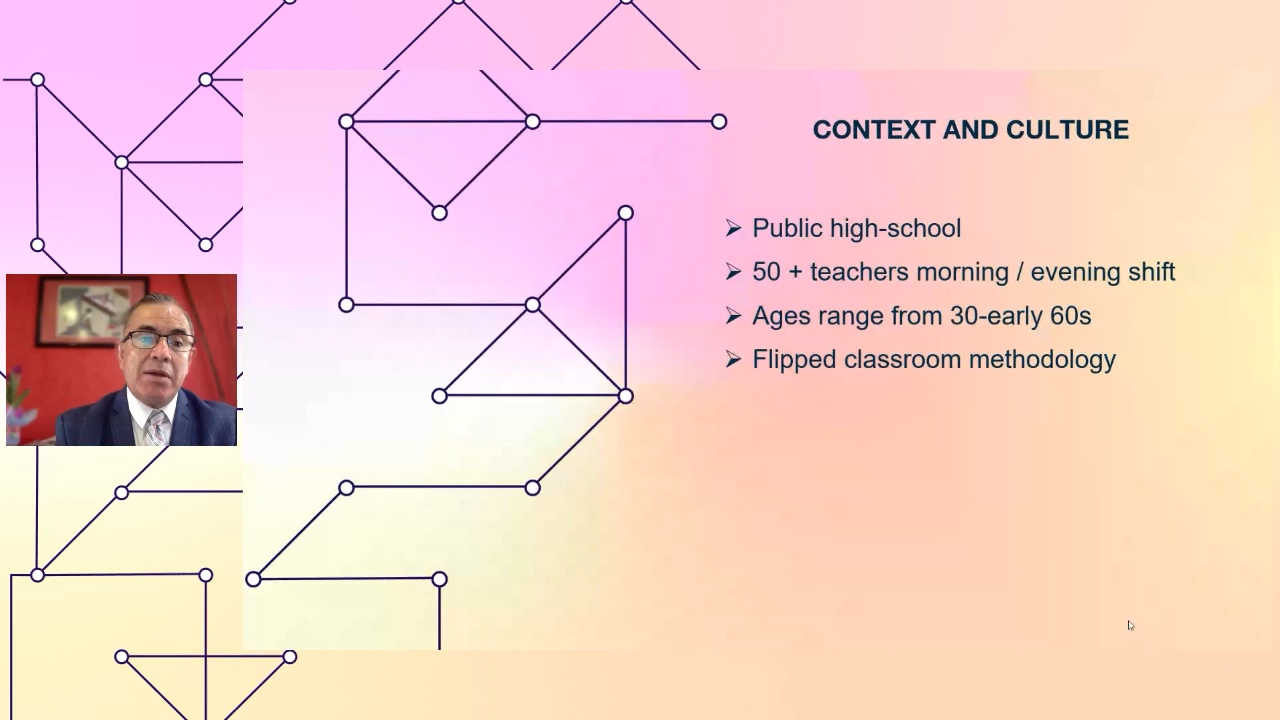 CONTEXT AND CULTURE
➢ Public high-school
➢ 50 + teachers morning / evening shift
➢ Ages range from 30-early 60s
➢ Flipped classroom methodology